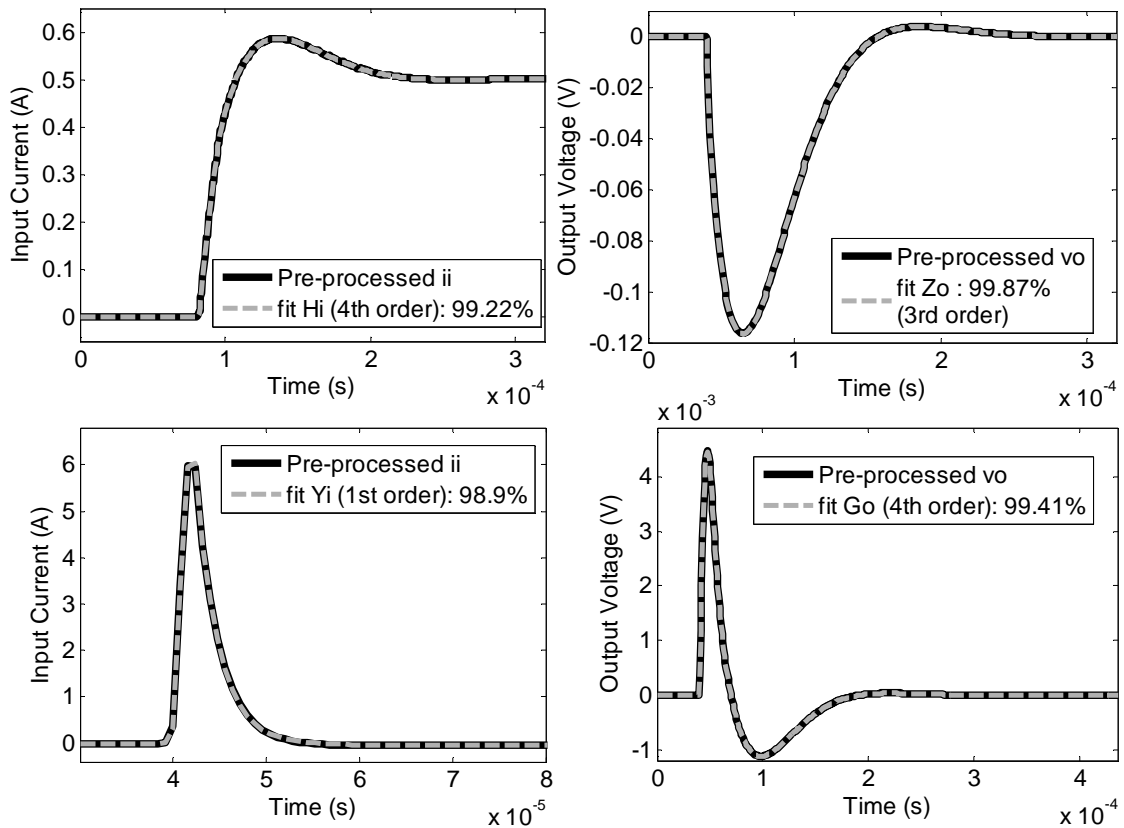 0.6
0.5
0.4
0.3
0.2
0.1
0
Input Current (A)
Pre-processed ii
fit Hi (4th order): 99.22%
0
1
2
3
Time (s)
x 10-4
0
-0.02
-0.04
-0.06
-0.08
-0.1
-0.12
Output Voltage (V)
Pre-processed vo
fit Zo : 99.87%
(3rd order)
0
1
2
3
Time (s)
x 10-4
6
5
4
3
2
1
0
Input Current (A)
Pre-processed ii
fit Yi (1st order): 98.9%
3
4
5
6
7
8
Time (s)
x 10-5
x 10-3
4
3
2
1
0
-1
Output Voltage (V)
Pre-processed vo
fit Go (4th order): 99.41%
0
1
2
3
4
Time (s)
x 10-4